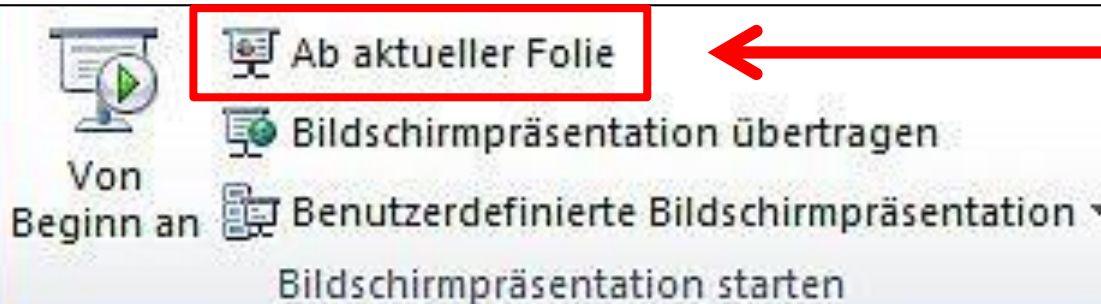 Von
Beginn an
Ab aktueller Folie
Bildschirmpräsentation übertragen
Benutzerdefinierte Bildschirmpräsentation
Bildschirmpräsentation starten